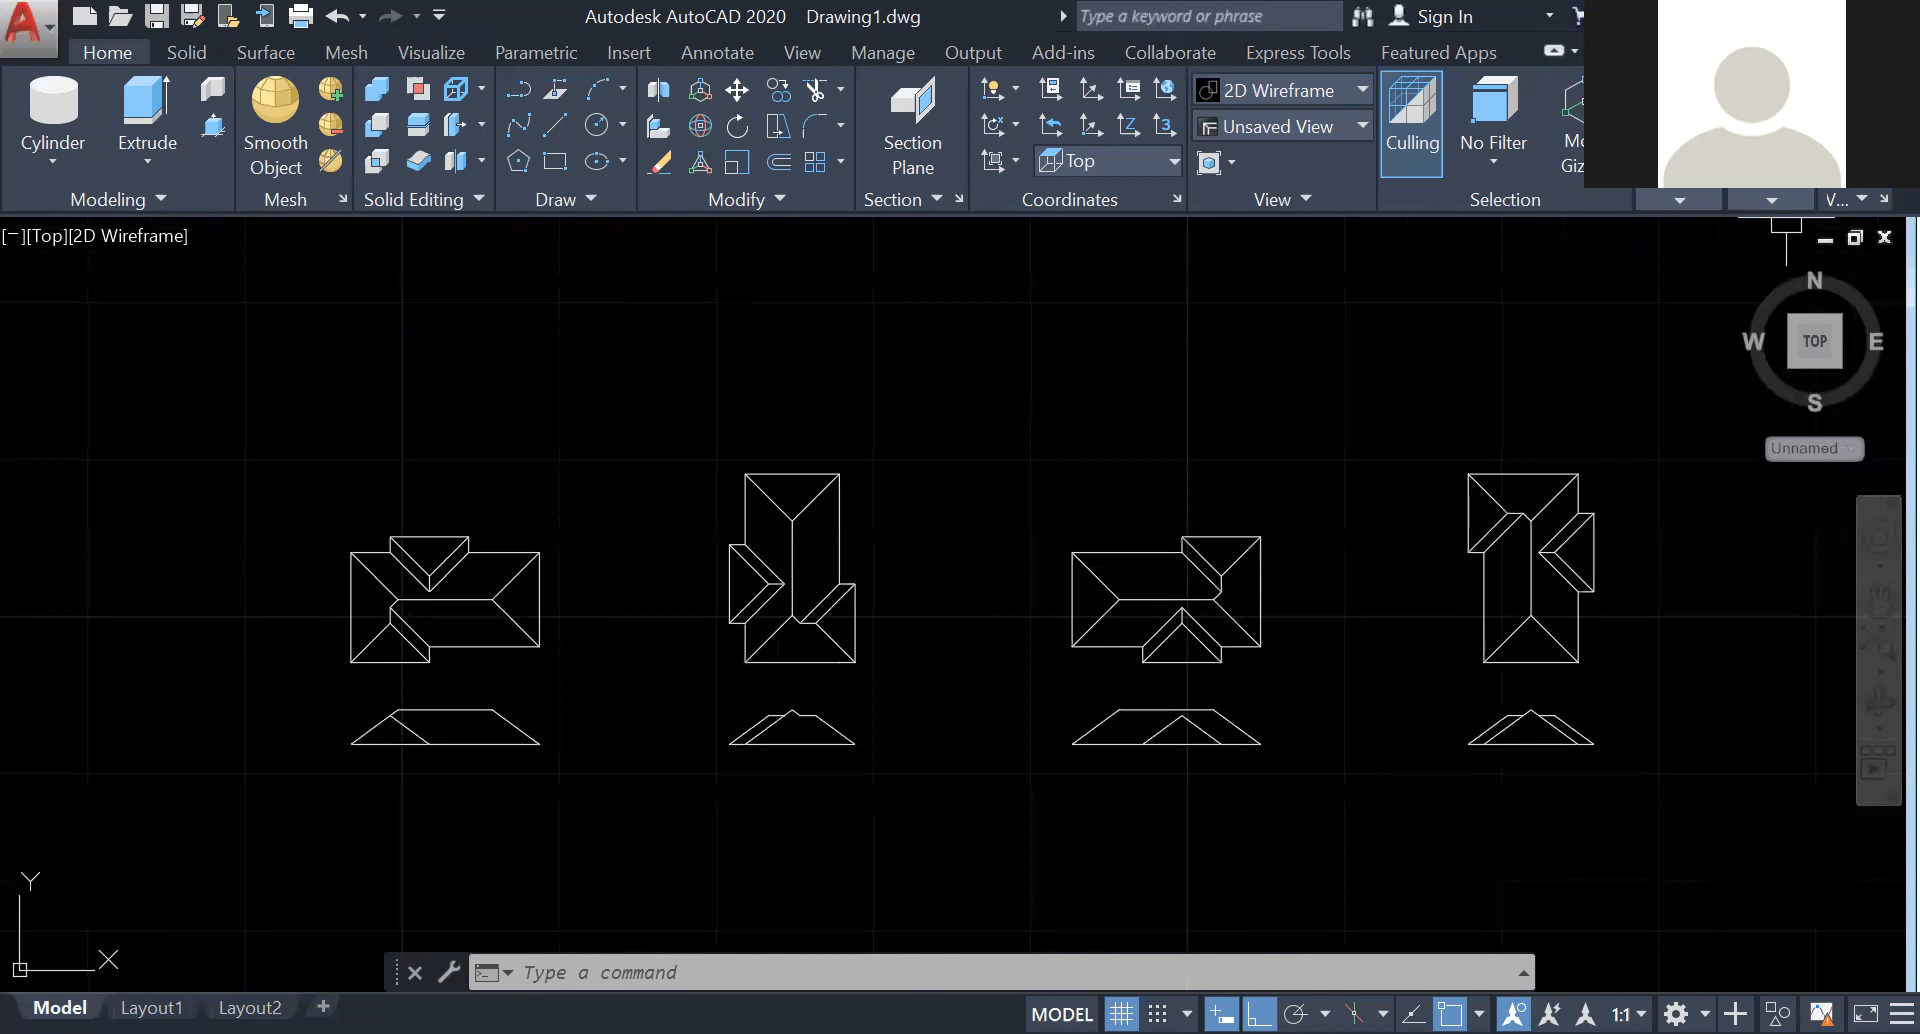 Autodesk AutoCAD 2020 Drawing1.dwg
Type a keyword or phrase
Sign In
Home Solid Surface Mesh Visualize Parametric Insert Annotate View Manage Output Add-ins Collaborate Express Tools Featured Apps
Cylinder
Extrude
Smooth
Object
Section
Plane
2D Wireframe
Unsaved View
Top
Culling
No Filter
Modeling
Mesh
Solid Editing
Draw
Modify
Section
Coordinates
View
Selection
V...
[−][Top][2D Wireframe]
N
W
TOP
E
S
Unnamed
Y
X
Type a command
Model Layout1 Layout2 +
MODEL
1:1